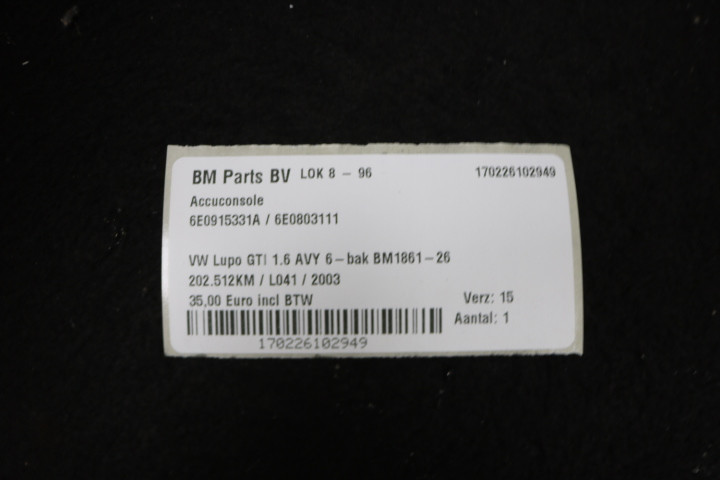 BM Parts BV LOK 8 - 96 170226102949
Accuconsole
6E0915331A / 6E0803111
VW Lupo GTI 1.6 AVY 6-bak BM1861-26
202.512KM / L041 / 2003
35,00 Euro incl BTW Verz: 15
Aantal: 1
170226102949